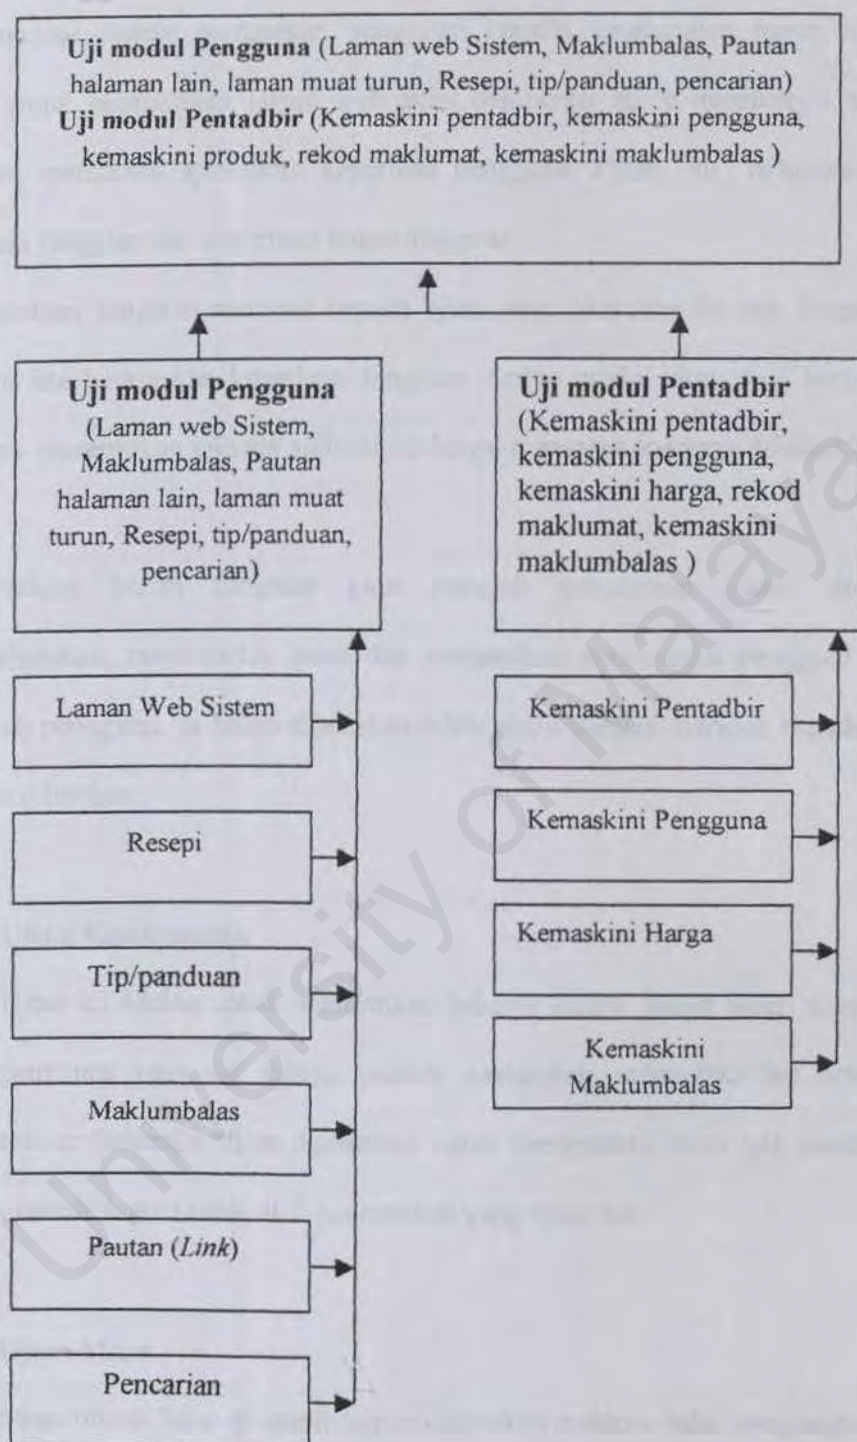 Uji modul Pengguna (Laman web Sistem, Maklumbalas, Pautan
halaman lain, laman muat turun, Resepi, tip/panduan, pencarian)
Uji modul Pentadbir (Kemaskini pentadbir, kemaskini pengguna,
kemaskini produk, rekod maklumat, kemaskini maklumbalas )
Uji modul Pengguna
(Laman web Sistem,
Maklumbalas, Pautan
halaman lain, laman muat
turun, Resepi, tip/panduan,
pencarian)
Uji modul Pentadbir
(Kemaskini pentadbir,
kemaskini pengguna,
kemaskini harga, rekod
maklumat, kemaskini
maklumbalas )
Laman Web Sistem
Resepi
Tip/panduan
Maklumbalas
Pautan (Link)
Pencarian
Kemaskini Pentadbir
Kemaskini Pengguna
Kemaskini Harga
Kemaskini
Maklumbalas
University of Malaya